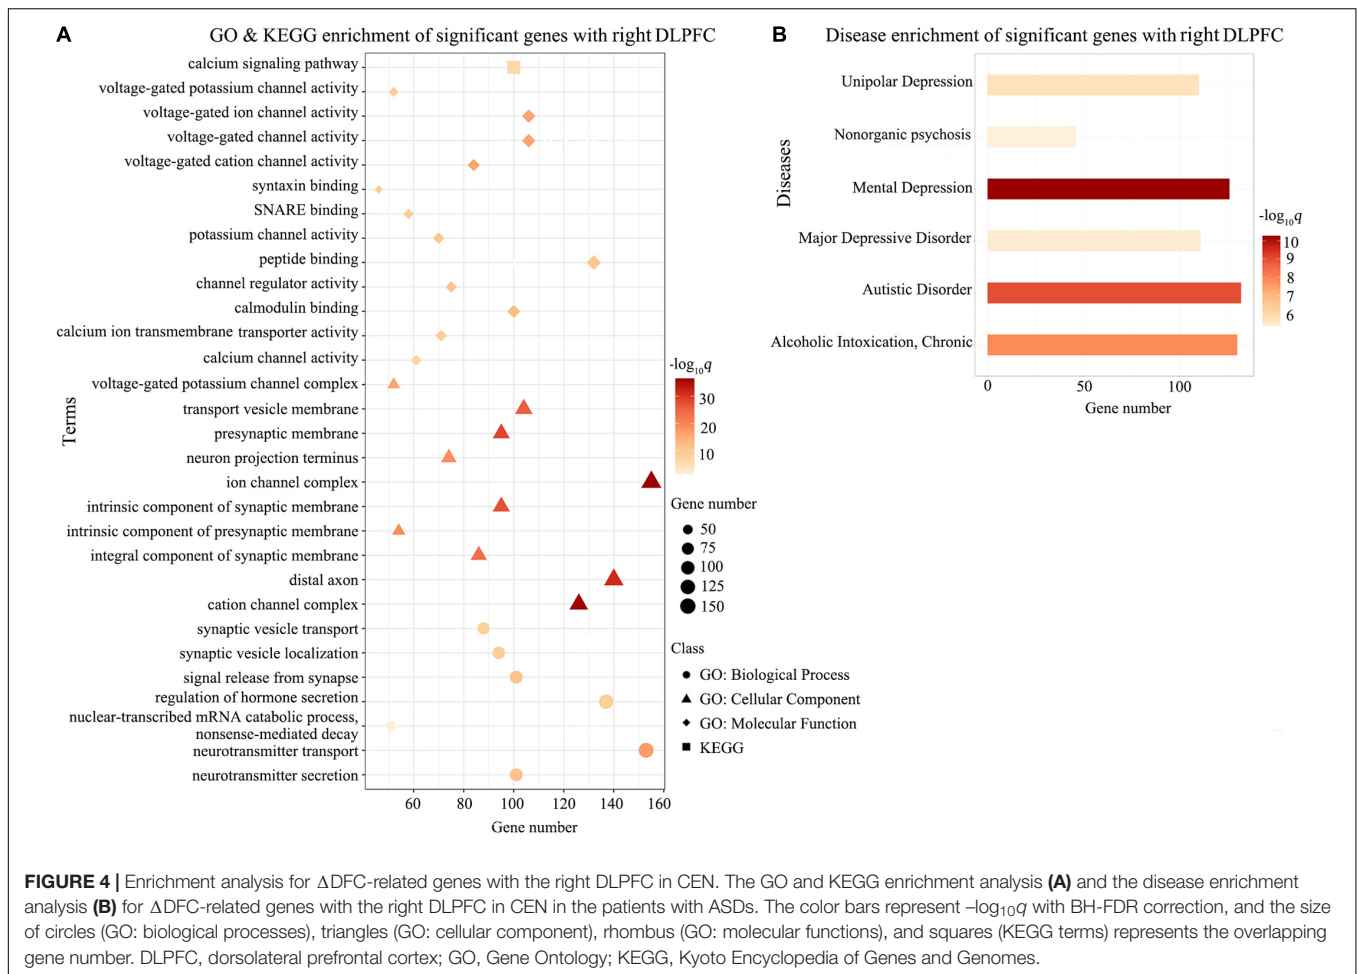 A
GO & KEGG enrichment of significant genes with right DLPFC
calcium signaling pathway
voltage-gated potassium channel activity
voltage-gated ion channel activity
voltage-gated channel activity
voltage-gated cation channel activity
syntaxin binding
SNARE binding
potassium channel activity
peptide binding
channel regulator activity
calmodulin binding
calcium ion transmembrane transporter activity
calcium channel activity
voltage-gated potassium channel complex
transport vesicle membrane
presynaptic membrane
neuron projection terminus
ion channel complex
intrinsic component of synaptic membrane
intrinsic component of presynaptic membrane
integral component of synaptic membrane
distal axon
cation channel complex
synaptic vesicle transport
synaptic vesicle localization
signal release from synapse
regulation of hormone secretion
nuclear-transcribed mRNA catabolic process,
nonsense-mediated decay
neurotransmitter transport
neurotransmitter secretion
Terms
60 80 100 120 140 160
Gene number
-log₁₀q
30
20
10
Gene number
50
75
100
125
150
Class
GO: Biological Process
GO: Cellular Component
GO: Molecular Function
KEGG
B
Disease enrichment of significant genes with right DLPFC
Unipolar Depression
Nonorganic psychosis
Mental Depression
Major Depressive Disorder
Autistic Disorder
Alcoholic Intoxication, Chronic
Diseases
0 50 100
Gene number
-log₁₀q
10
9
8
7
6
FIGURE 4 | Enrichment analysis for ΔDFC-related genes with the right DLPFC in CEN. The GO and KEGG enrichment analysis (A) and the disease enrichment
analysis (B) for ΔDFC-related genes with the right DLPFC in CEN in the patients with ASDs. The color bars represent –log₁₀q with BH-FDR correction, and the size
of circles (GO: biological processes), triangles (GO: cellular component), rhombus (GO: molecular functions), and squares (KEGG terms) represents the overlapping
gene number. DLPFC, dorsolateral prefrontal cortex; GO, Gene Ontology; KEGG, Kyoto Encyclopedia of Genes and Genomes.